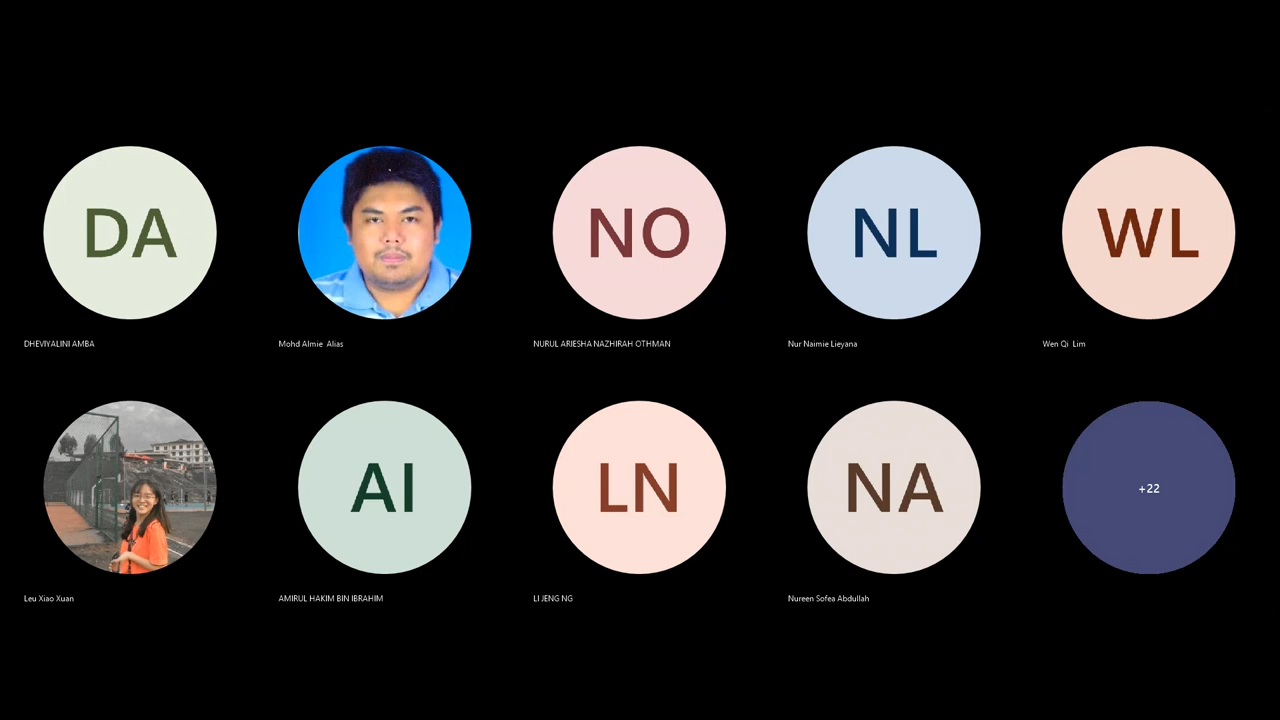 DA
NO
NL
WL
DHEVIYALINI AMBA
Mohd Almie Alias
NURUL ARIESHA NAZHIRAH OTHMAN
Nur Naimie Lieyana
Wen Qi Lim
AI
LN
NA
+22
Leu Xiao Xuan
AMIRUL HAKIM BIN IBRAHIM
LI JENG NG
Nureen Sofea Abdullah